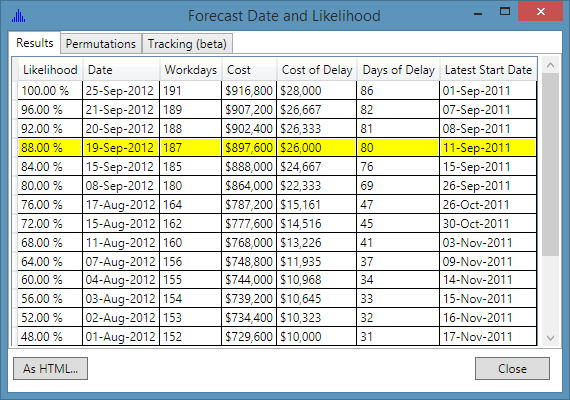 Forecast Date and Likelihood
Results Permutations Tracking (beta)
Likelihood Date Workdays Cost Cost of Delay Days of Delay Latest Start Date
100.00 % 25-Sep-2012 191 $916,800 $28,000 86 01-Sep-2011
96.00 % 21-Sep-2012 189 $907,200 $26,667 82 07-Sep-2011
92.00 % 20-Sep-2012 188 $902,400 $26,333 81 08-Sep-2011
88.00 % 19-Sep-2012 187 $897,600 $26,000 80 11-Sep-2011
84.00 % 15-Sep-2012 185 $888,000 $24,667 76 15-Sep-2011
80.00 % 08-Sep-2012 180 $864,000 $22,333 69 26-Sep-2011
76.00 % 17-Aug-2012 164 $787,200 $15,161 47 26-Oct-2011
72.00 % 15-Aug-2012 162 $777,600 $14,516 45 30-Oct-2011
68.00 % 11-Aug-2012 160 $768,000 $13,226 41 03-Nov-2011
64.00 % 07-Aug-2012 156 $748,800 $11,935 37 09-Nov-2011
60.00 % 04-Aug-2012 155 $744,000 $10,968 34 14-Nov-2011
56.00 % 03-Aug-2012 154 $739,200 $10,645 33 15-Nov-2011
52.00 % 02-Aug-2012 153 $734,400 $10,323 32 16-Nov-2011
48.00 % 01-Aug-2012 152 $729,600 $10,000 31 17-Nov-2011
As HTML... Close